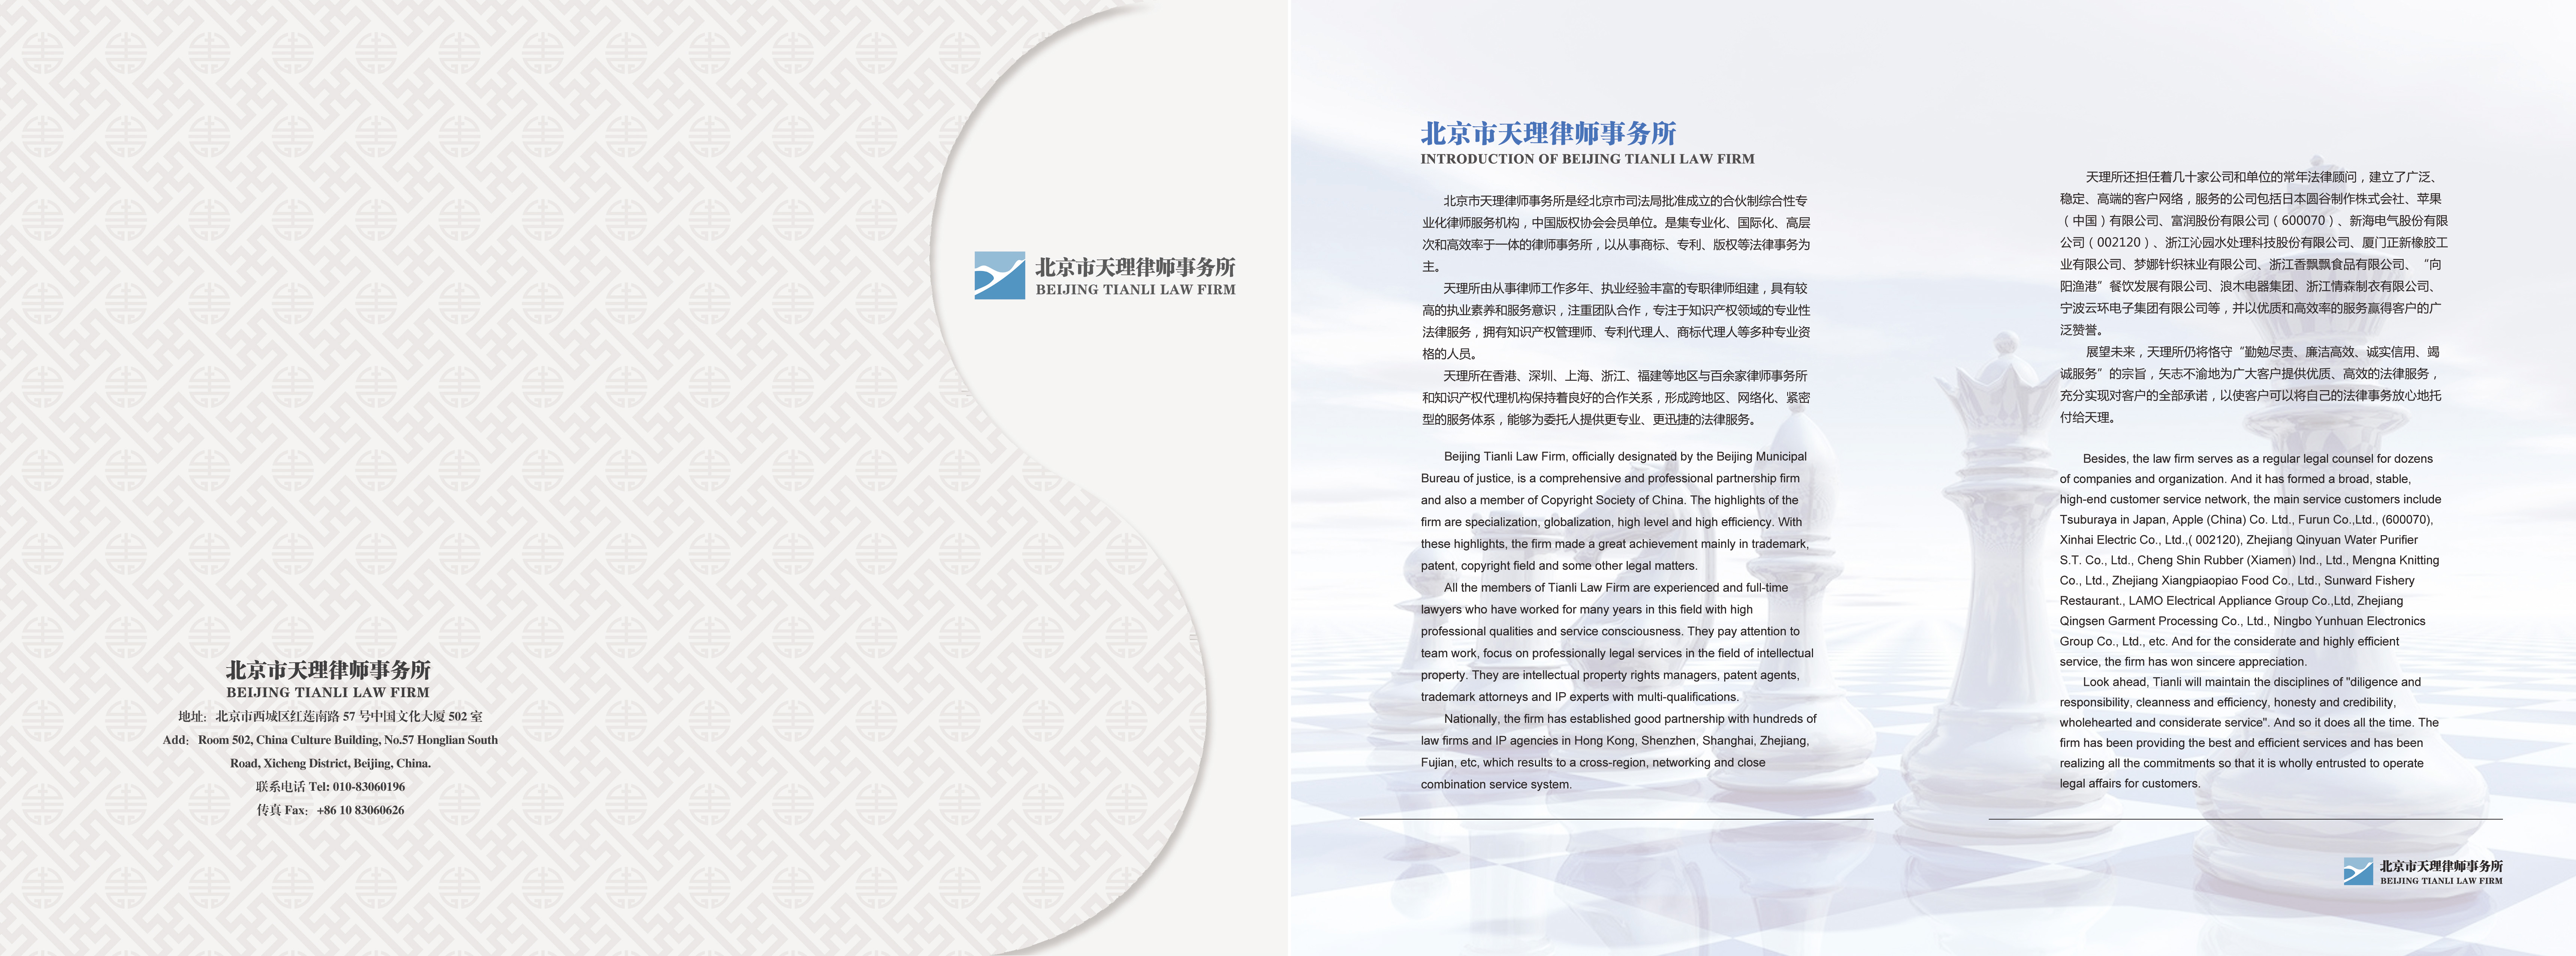 北京市天理律师事务所
BEIJING TIANLI LAW FIRM
北京市天理律师事务所
BEIJING TIANLI LAW FIRM
地址：北京市西城区红莲南路 57 号中国文化大厦 502 室
Add：Room 502, China Culture Building, No.57 Honglian South
Road, Xicheng District, Beijing, China.
联系电话 Tel: 010-83060196
传真 Fax：+86 10 83060626
北京市天理律师事务所
INTRODUCTION OF BEIJING TIANLI LAW FIRM
北京市天理律师事务所是经北京市司法局批准成立的合伙制综合性专
业化律师服务机构，中国版权协会会员单位。是集专业化、国际化、高层
次和高效率于一体的律师事务所，以从事商标、专利、版权等法律事务为
主。
天理所由从事律师工作多年、执业经验丰富的专职律师组建，具有较
高的执业素养和服务意识，注重团队合作，专注于知识产权领域的专业性
法律服务，拥有知识产权管理师、专利代理人、商标代理人等多种专业资
格的人员。
天理所在香港、深圳、上海、浙江、福建等地区与百余家律师事务所
和知识产权代理机构保持着良好的合作关系，形成跨地区、网络化、紧密
型的服务体系，能够为委托人提供更专业、更迅捷的法律服务。
Beijing Tianli Law Firm, officially designated by the Beijing Municipal
Bureau of justice, is a comprehensive and professional partnership firm
and also a member of Copyright Society of China. The highlights of the
firm are specialization, globalization, high level and high efficiency. With
these highlights, the firm made a great achievement mainly in trademark,
patent, copyright field and some other legal matters.
All the members of Tianli Law Firm are experienced and full-time
lawyers who have worked for many years in this field with high
professional qualities and service consciousness. They pay attention to
team work, focus on professionally legal services in the field of intellectual
property. They are intellectual property rights managers, patent agents,
trademark attorneys and IP experts with multi-qualifications.
Nationally, the firm has established good partnership with hundreds of
law firms and IP agencies in Hong Kong, Shenzhen, Shanghai, Zhejiang,
Fujian, etc, which results to a cross-region, networking and close
combination service system.
天理所还担任着几十家公司和单位的常年法律顾问，建立了广泛、
稳定、高端的客户网络，服务的公司包括日本圆谷制作株式会社、苹果
（中国）有限公司、富润股份有限公司（600070）、新海电气股份有限
公司（002120）、浙江沁园水处理科技股份有限公司、厦门正新橡胶工
业有限公司、梦娜针织袜业有限公司、浙江香飘飘食品有限公司、“向
阳渔港”餐饮发展有限公司、浪木电器集团、浙江情森制衣有限公司、
宁波云环电子集团有限公司等，并以优质和高效率的服务赢得客户的广
泛赞誉。
展望未来，天理所仍将恪守“勤勉尽责、廉洁高效、诚实信用、竭
诚服务”的宗旨，矢志不渝地为广大客户提供优质、高效的法律服务，
充分实现对客户的全部承诺，以使客户可以将自己的法律事务放心地托
付给天理。
Besides, the law firm serves as a regular legal counsel for dozens
of companies and organization. And it has formed a broad, stable,
high-end customer service network, the main service customers include
Tsuburaya in Japan, Apple (China) Co. Ltd., Furun Co.,Ltd., (600070),
Xinhai Electric Co., Ltd.,( 002120), Zhejiang Qinyuan Water Purifier
S.T. Co., Ltd., Cheng Shin Rubber (Xiamen) Ind., Ltd., Mengna Knitting
Co., Ltd., Zhejiang Xiangpiaopiao Food Co., Ltd., Sunward Fishery
Restaurant., LAMO Electrical Appliance Group Co.,Ltd, Zhejiang
Qingsen Garment Processing Co., Ltd., Ningbo Yunhuan Electronics
Group Co., Ltd., etc. And for the considerate and highly efficient
service, the firm has won sincere appreciation.
Look ahead, Tianli will maintain the disciplines of "diligence and
responsibility, cleanness and efficiency, honesty and credibility,
wholehearted and considerate service". And so it does all the time. The
firm has been providing the best and efficient services and has been
realizing all the commitments so that it is wholly entrusted to operate
legal affairs for customers.
北京市天理律师事务所
BEIJING TIANLI LAW FIRM